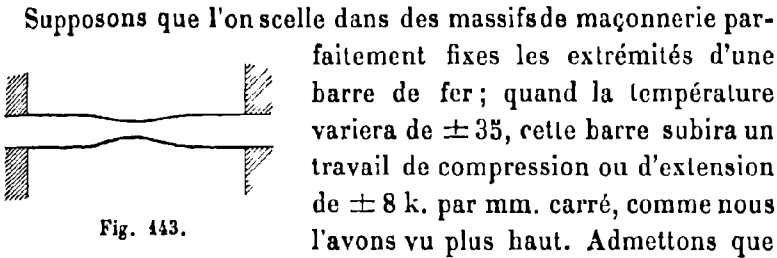 Supposons que l'on scelle dans des massifs de maçonnerie par-
faitement fixes les extrémités d'une
barre de fer ; quand la température
variera de ± 35, cette barre subira un
travail de compression ou d'extension
de ± 8 k. par mm. carré, comme nous
l'avons vu plus haut. Admettons que
Fig. 143.